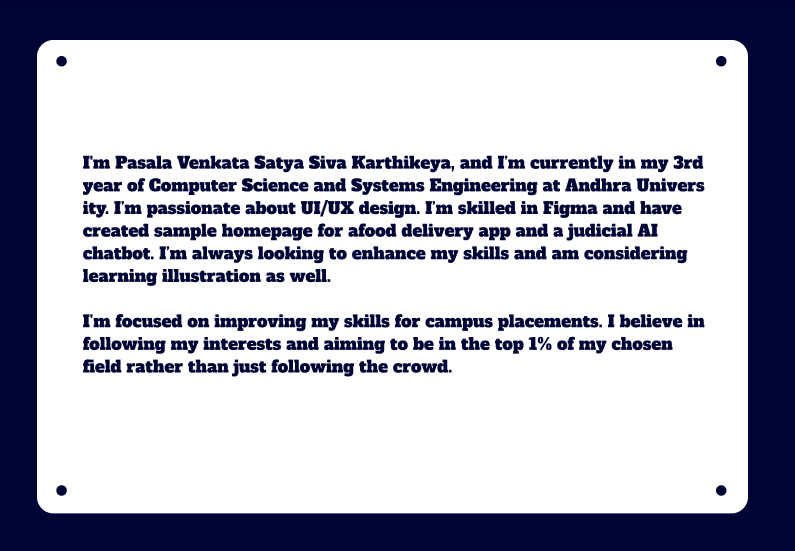 I'm Pasala Venkata Satya Siva Karthikeya, and I'm currently in my 3rd
year of Computer Science and Systems Engineering at Andhra Univers
ity. I'm passionate about UI/UX design. I'm skilled in Figma and have
created sample homepage for afood delivery app and a judicial AI
chatbot. I'm always looking to enhance my skills and am considering
learning illustration as well.
I'm focused on improving my skills for campus placements. I believe in
following my interests and aiming to be in the top 1% of my chosen
field rather than just following the crowd.